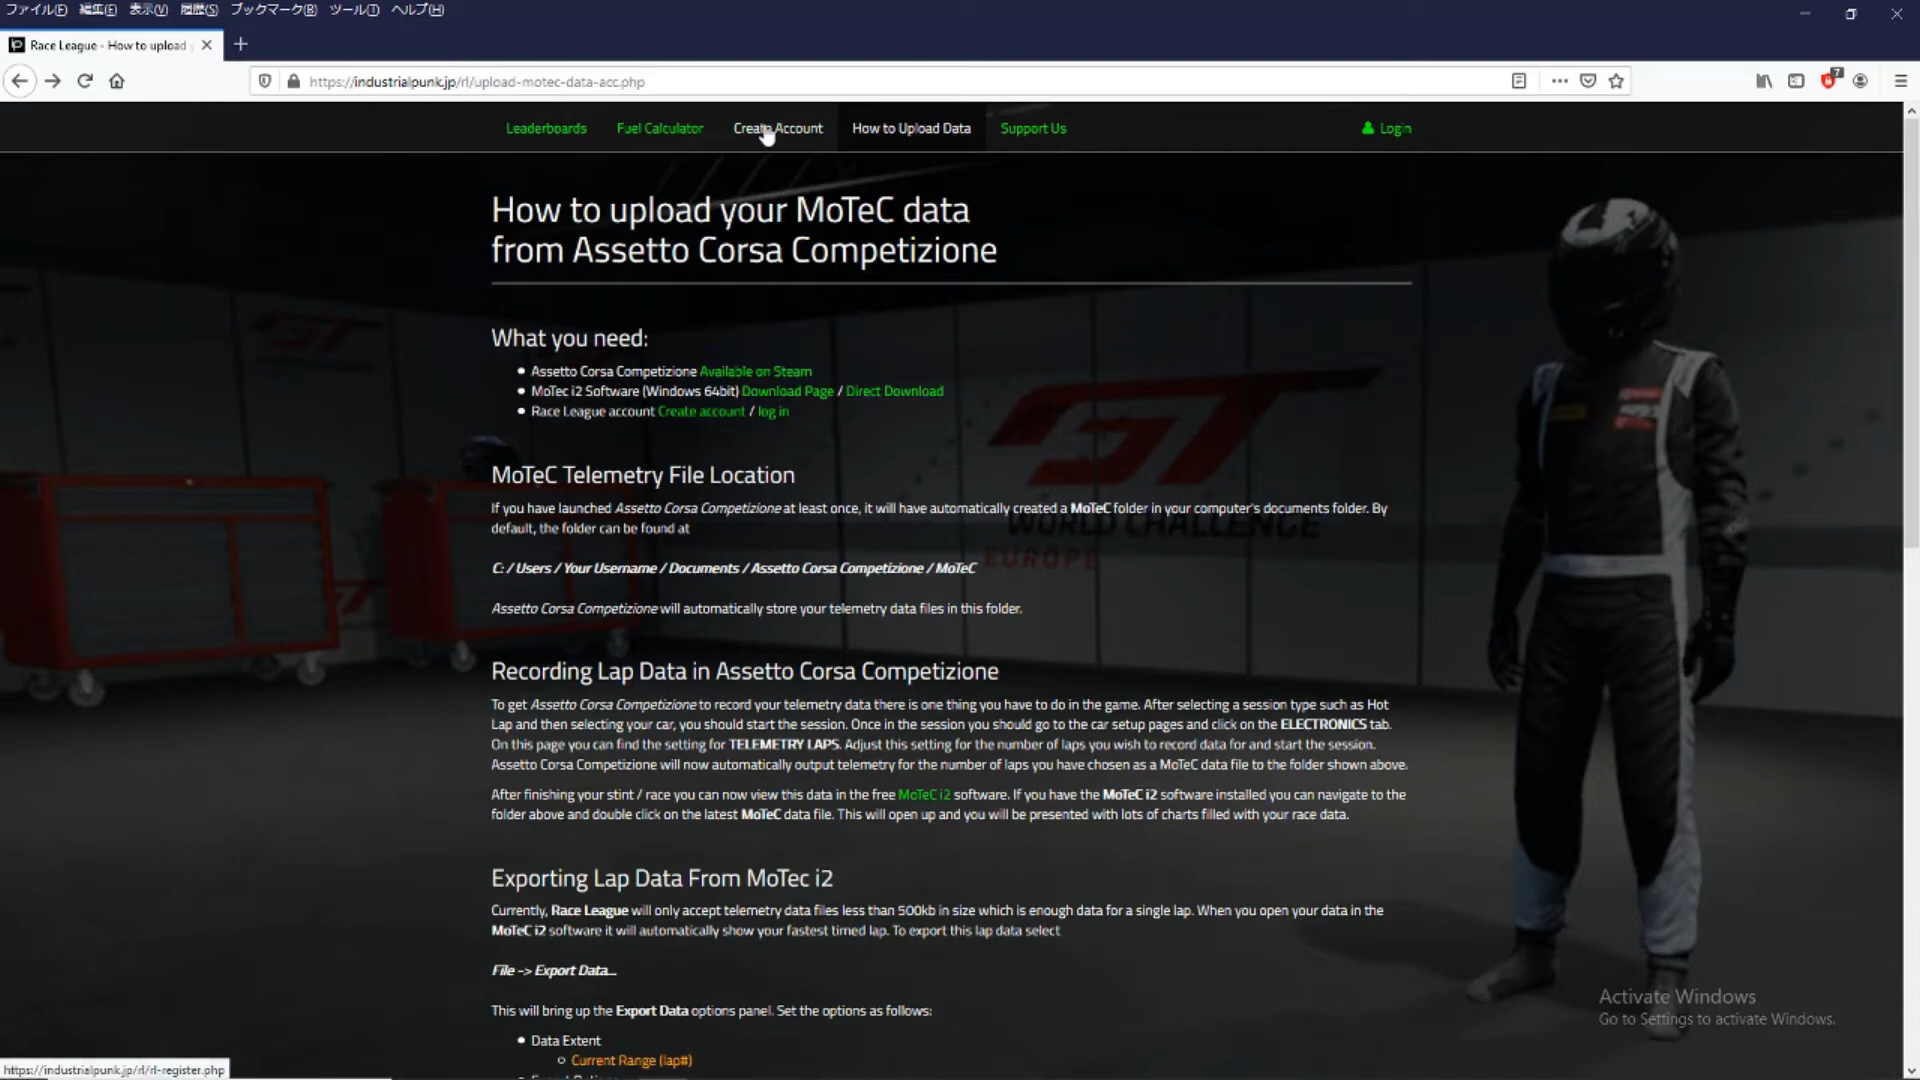 ファイル(F) 編集(E) 表示(V) 履歴(S) ブックマーク(B) ツール(T) ヘルプ(H)
Race League - How to upload
https://industrialpunk.jp/rl/upload-motec-data-acc.php
7
Leaderboards Fuel Calculator Create Account How to Upload Data Support Us Login
How to upload your MoTeC data
from Assetto Corsa Competizione
What you need:
Assetto Corsa Competizione Available on Steam
MoTec i2 Software (Windows 64bit) Download Page / Direct Download
Race League account Create account / log in
MoTeC Telemetry File Location
If you have launched Assetto Corsa Competizione at least once, it will have automatically created a MoTeC folder in your computer's documents folder. By
default, the folder can be found at
C: / Users / Your Username / Documents / Assetto Corsa Competizione / MoTeC
Assetto Corsa Competizione will automatically store your telemetry data files in this folder.
GT
WORLD CHALLENGE
EUROPE
Recording Lap Data in Assetto Corsa Competizione
To get Assetto Corsa Competizione to record your telemetry data there is one thing you have to do in the game. After selecting a session type such as Hot
Lap and then selecting your car, you should start the session. Once in the session you should go to the car setup pages and click on the ELECTRONICS tab.
On this page you can find the setting for TELEMETRY LAPS. Adjust this setting for the number of laps you wish to record data for and start the session.
Assetto Corsa Competizione will now automatically output telemetry for the number of laps you have chosen as a MoTeC data file to the folder shown above.
After finishing your stint / race you can now view this data in the free MoTeC i2 software. If you have the MoTeC i2 software installed you can navigate to the
folder above and double click on the latest MoTeC data file. This will open up and you will be presented with lots of charts filled with your race data.
Exporting Lap Data From MoTec i2
Currently, Race League will only accept telemetry data files less than 500kb in size which is enough data for a single lap. When you open your data in the
MoTeC i2 software it will automatically show your fastest timed lap. To export this lap data select
File -> Export Data...
This will bring up the Export Data options panel. Set the options as follows:
Data Extent
Current Range (lap#)
Activate Windows
Go to Settings to activate Windows.
https://industrialpunk.jp/rl/rl-register.php